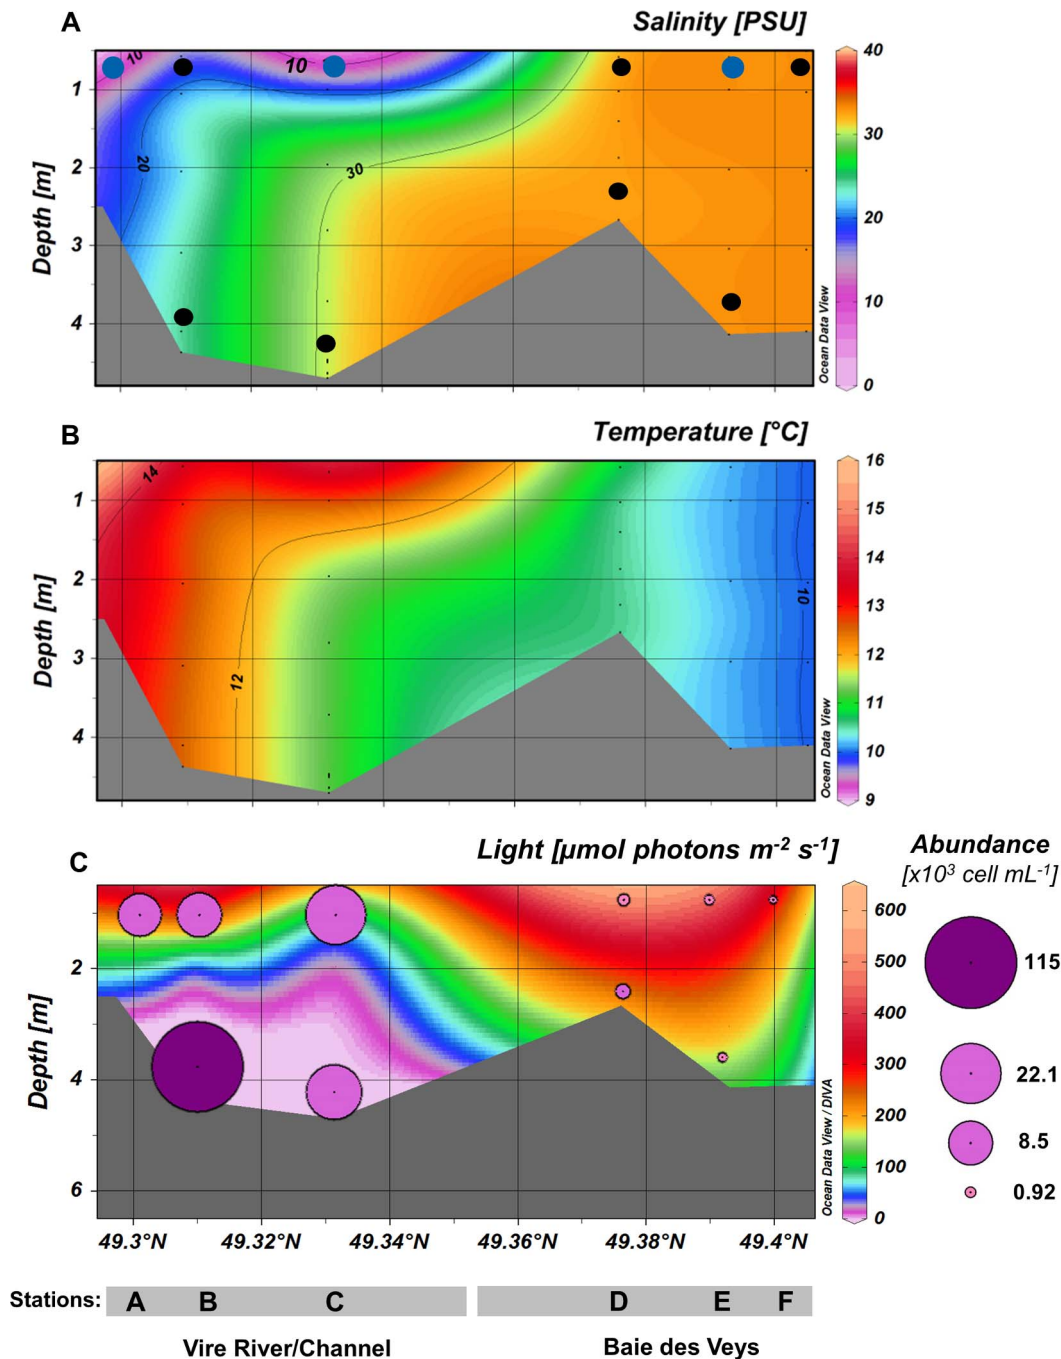 A
Salinity [PSU]
10
10
20
30
1
2
3
4
Depth [m]
Ocean Data View
40
30
20
10
0
B
Temperature [°C]
14
12
10
1
2
3
4
Depth [m]
Ocean Data View
16
15
14
13
12
11
10
9
C
Light [µmol photons m⁻² s⁻¹]
2
4
6
Depth [m]
Ocean Data View / DIVA
600
500
400
300
200
100
0
Abundance
[x10³ cell mL⁻¹]
115
22.1
8.5
0.92
49.3°N 49.32°N 49.34°N 49.36°N 49.38°N 49.4°N
Stations: A B C D E F
Vire River/Channel Baie des Veys